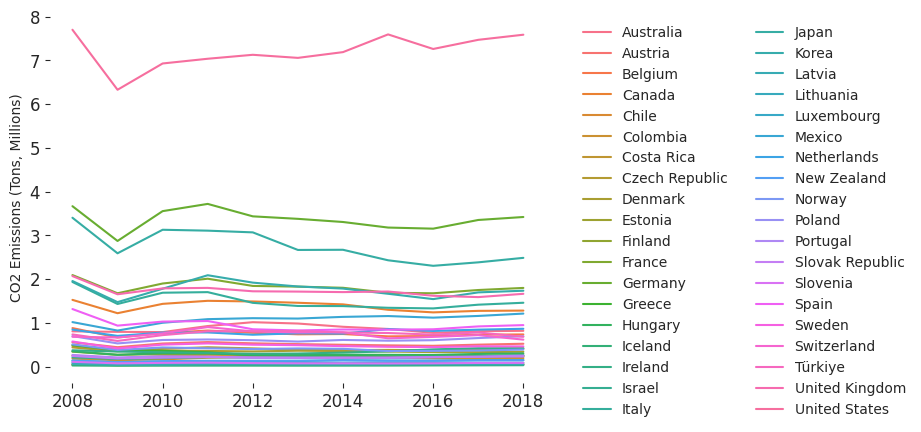 CO2 Emissions (Tons, Millions)
8
7
6
5
4
3
2
1
0
2008
2010
2012
2014
2016
2018
Australia
Austria
Belgium
Canada
Chile
Colombia
Costa Rica
Czech Republic
Denmark
Estonia
Finland
France
Germany
Greece
Hungary
Iceland
Ireland
Israel
Italy
Japan
Korea
Latvia
Lithuania
Luxembourg
Mexico
Netherlands
New Zealand
Norway
Poland
Portugal
Slovak Republic
Slovenia
Spain
Sweden
Switzerland
Türkiye
United Kingdom
United States